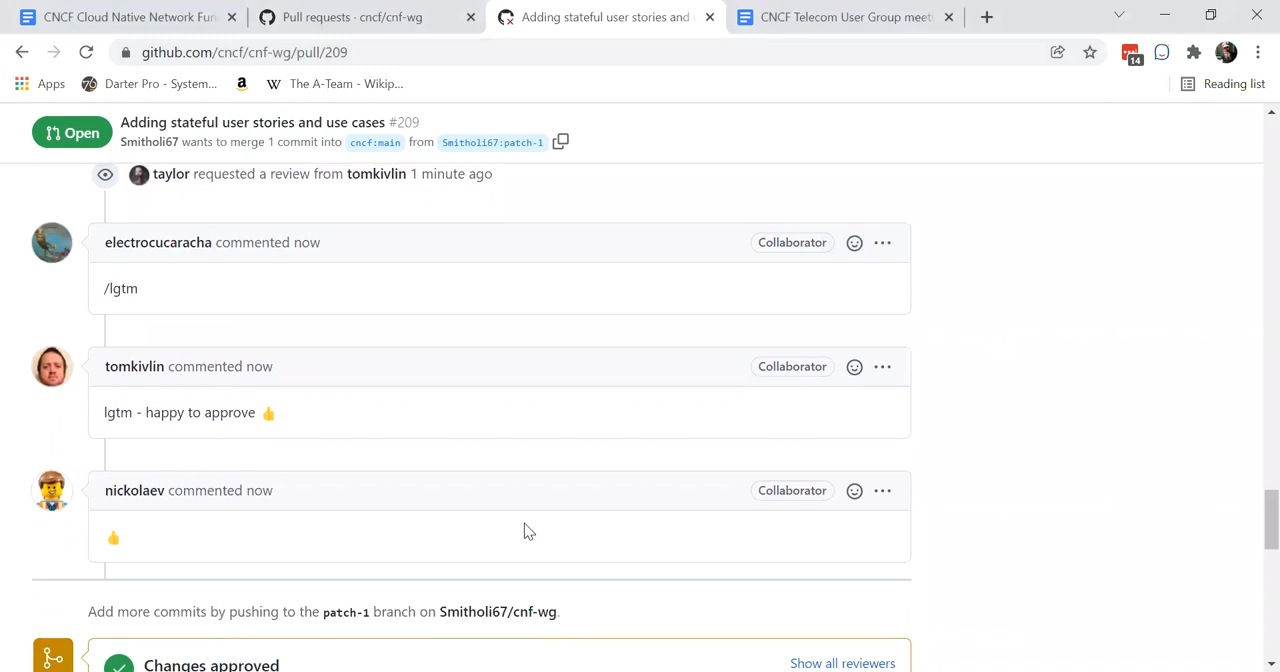 CNCF Cloud Native Network Fun
Pull requests · cncf/cnf-wg
Adding stateful user stories and
CNCF Telecom User Group meet
github.com/cncf/cnf-wg/pull/209
14
Apps
Darter Pro - System...
a
W
The A-Team - Wikip...
Reading list
Open
Adding stateful user stories and use cases #209
Smitholi67 wants to merge 1 commit into cncf:main from Smitholi67:patch-1
taylor requested a review from tomkivlin 1 minute ago
electrocucaracha commented now
Collaborator
/lgtm
tomkivlin commented now
Collaborator
lgtm - happy to approve 👍
nickolaev commented now
Collaborator
👍
Add more commits by pushing to the patch-1 branch on Smitholi67/cnf-wg.
Changes approved
Show all reviewers